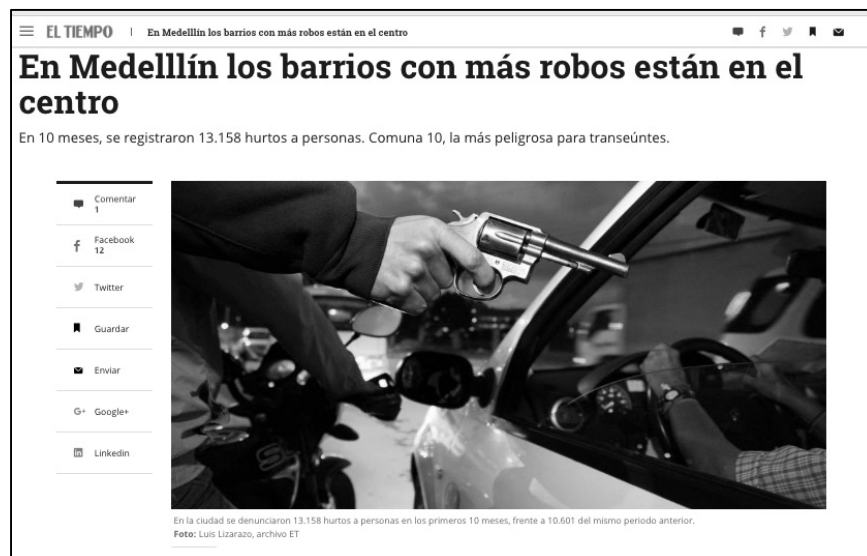 EL TIEMPO | En Medelllín los barrios con más robos están en el centro
En Medelllín los barrios con más robos están en el
centro
En 10 meses, se registraron 13.158 hurtos a personas. Comuna 10, la más peligrosa para transeúntes.
Comentar
1
Facebook
12
Twitter
Guardar
Enviar
G+ Google+
Linkedin
En la ciudad se denunciaron 13.158 hurtos a personas en los primeros 10 meses, frente a 10.601 del mismo periodo anterior.
Foto: Luis Lizarazo, archivo ET